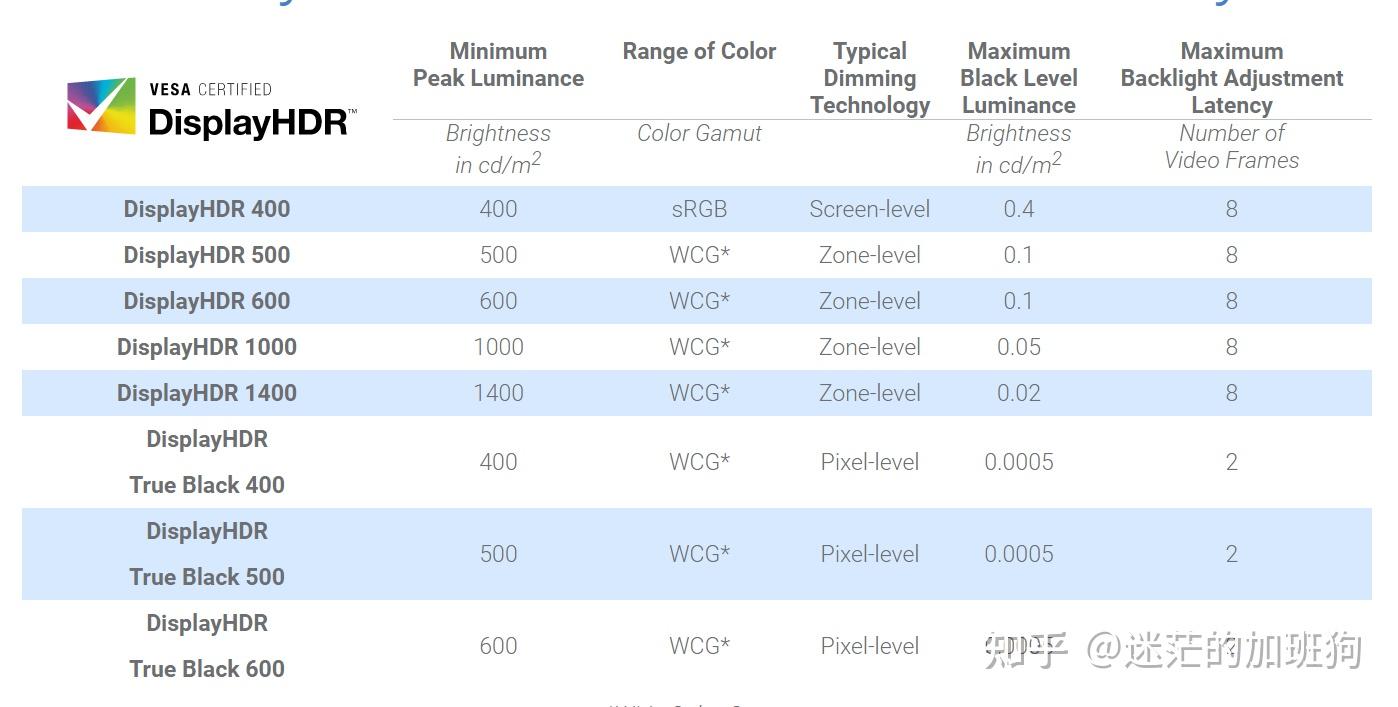 Minimum
Peak Luminance
Range of Color
Typical
Dimming
Technology
Maximum
Black Level
Luminance
Maximum
Backlight Adjustment
Latency
VESA CERTIFIED
DisplayHDR™
Brightness
in cd/m2
Color Gamut
Brightness
in cd/m2
Number of
Video Frames
DisplayHDR 400 400 sRGB Screen-level 0.4 8
DisplayHDR 500 500 WCG* Zone-level 0.1 8
DisplayHDR 600 600 WCG* Zone-level 0.1 8
DisplayHDR 1000 1000 WCG* Zone-level 0.05 8
DisplayHDR 1400 1400 WCG* Zone-level 0.02 8
DisplayHDR
True Black 400
400 WCG* Pixel-level 0.0005 2
DisplayHDR
True Black 500
500 WCG* Pixel-level 0.0005 2
DisplayHDR
True Black 600
600 WCG* Pixel-level
知乎 @迷茫的加班狗